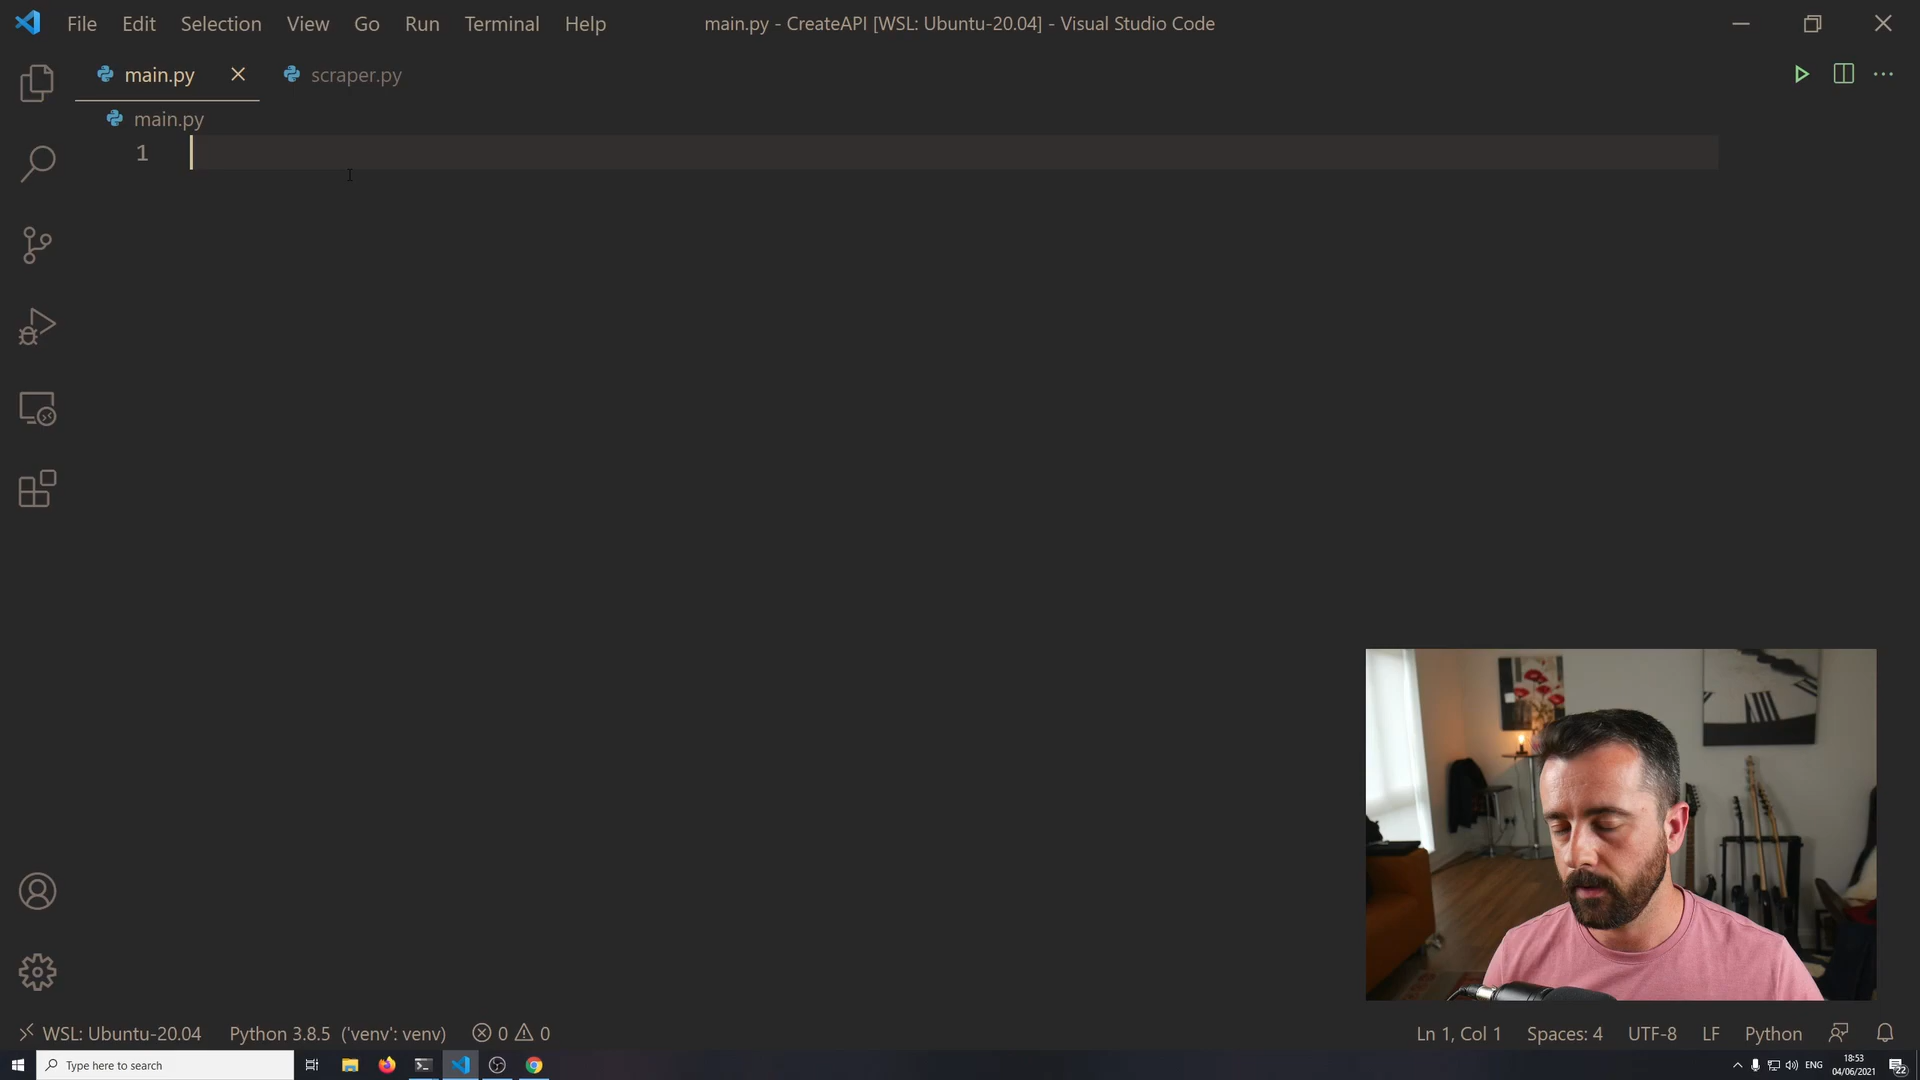 File Edit Selection View Go Run Terminal Help
main.py - CreateAPI [WSL: Ubuntu-20.04] - Visual Studio Code
main.py
scraper.py
main.py
1
WSL: Ubuntu-20.04 Python 3.8.5 ('venv': venv) 0 0
Ln 1, Col 1 Spaces: 4 UTF-8 LF Python
Type here to search
ENG
18:53
04/06/2021
22